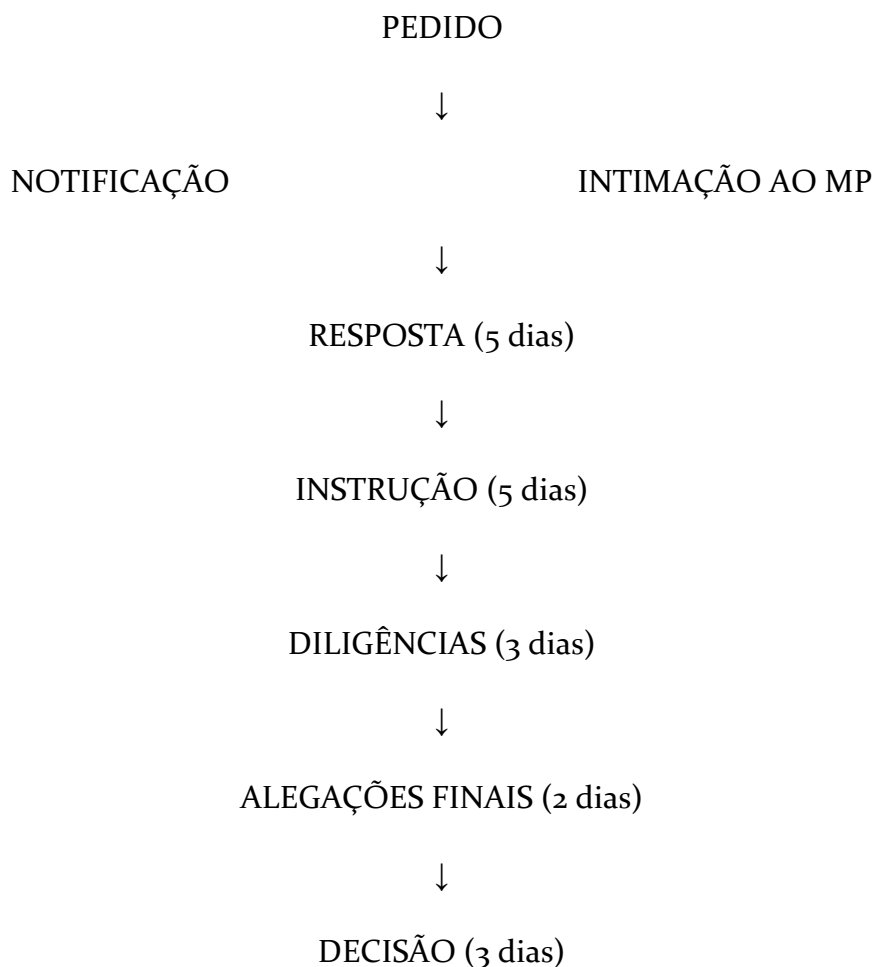 PEDIDO
↓
NOTIFICAÇÃO INTIMAÇÃO AO MP
↓
RESPOSTA (5 dias)
↓
INSTRUÇÃO (5 dias)
↓
DILIGÊNCIAS (3 dias)
↓
ALEGAÇÕES FINAIS (2 dias)
↓
DECISÃO (3 dias)